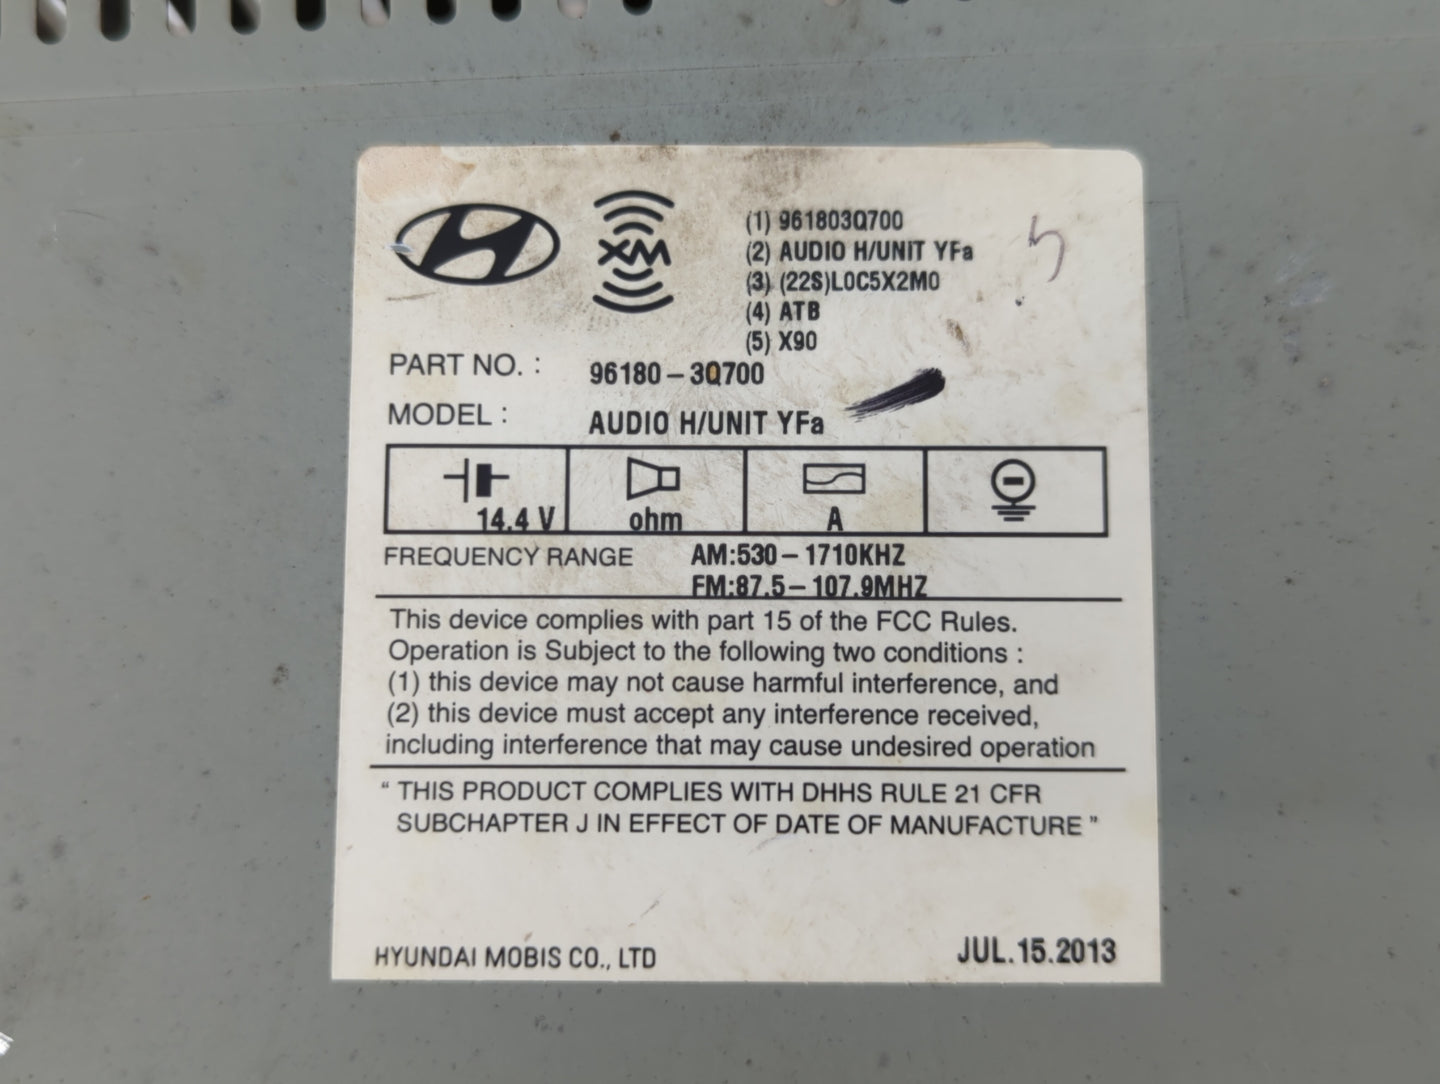 XM
(1) 961803Q700
(2) AUDIO H/UNIT YFa
(3) (22S)L0C5X2M0
(4) ATB
(5) X90
PART NO. : 96180-3Q700
MODEL : AUDIO H/UNIT YFa
14.4 V ohm A
FREQUENCY RANGE AM:530-1710KHZ
FM:87.5-107.9MHZ
This device complies with part 15 of the FCC Rules.
Operation is Subject to the following two conditions :
(1) this device may not cause harmful interference, and
(2) this device must accept any interference received,
including interference that may cause undesired operation
“ THIS PRODUCT COMPLIES WITH DHHS RULE 21 CFR
SUBCHAPTER J IN EFFECT OF DATE OF MANUFACTURE ”
HYUNDAI MOBIS CO., LTD JUL.15.2013